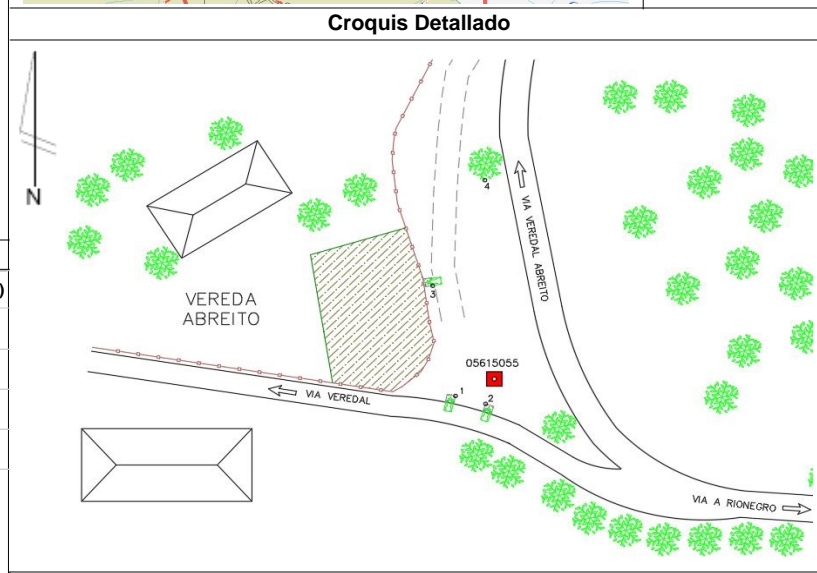 Croquis Detallado
N
)
4
VIA VEREDAL ABREITO
3
VEREDA
ABREITO
05615055
VIA VEREDAL
1
2
VIA A RIONEGRO